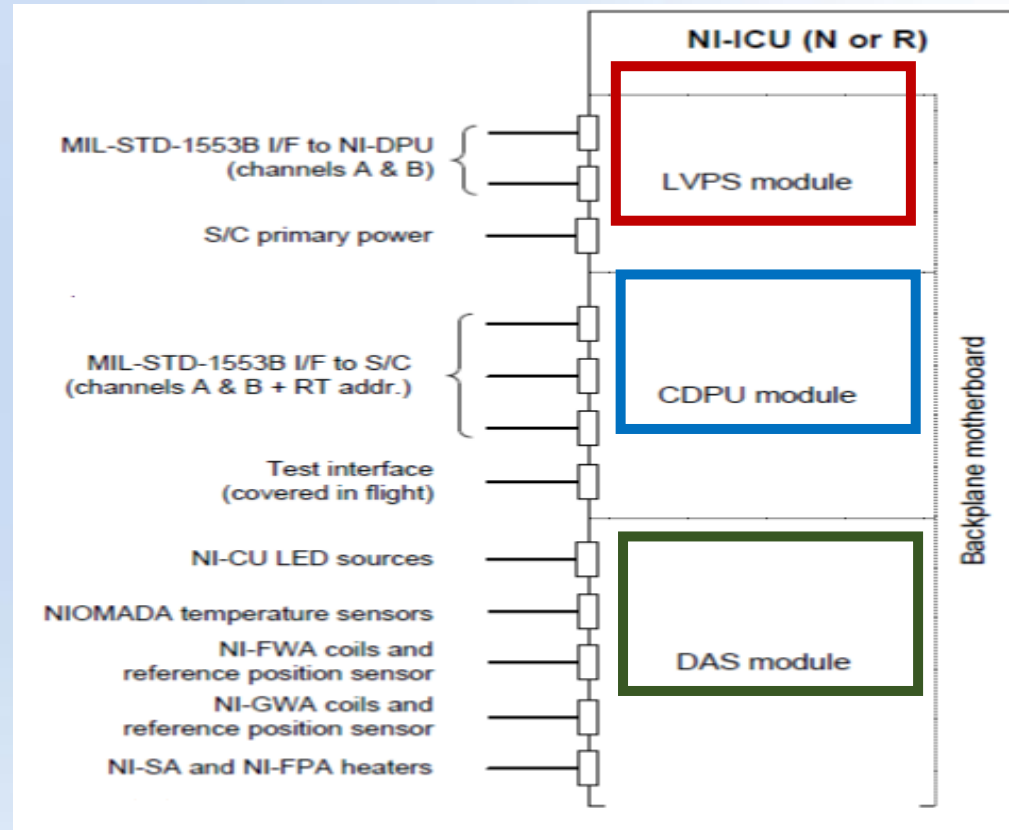 NI-ICU (N or R)
MIL-STD-1553B I/F to NI-DPU
(channels A & B)
LVPS module
S/C primary power
MIL-STD-1553B I/F to S/C
(channels A & B + RT addr.)
CDPU module
Backplane motherboard
Test interface
(covered in flight)
NI-CU LED sources
NIOMADA temperature sensors
NI-FWA coils and
reference position sensor
DAS module
NI-GWA coils and
reference position sensor
NI-SA and NI-FPA heaters